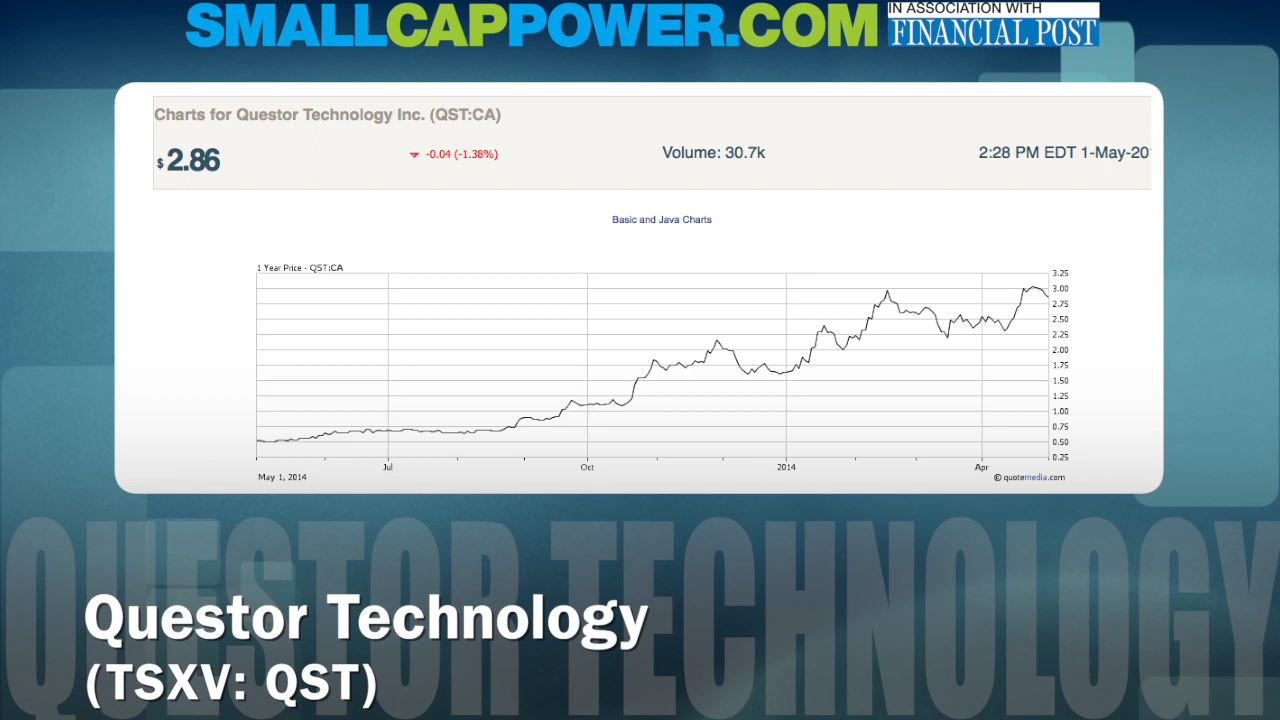 SMALLCAPPOWER.COM
IN ASSOCIATION WITH
FINANCIAL POST
Charts for Questor Technology Inc. (QST:CA)
$ 2.86
-0.04 (-1.38%)
Volume: 30.7k
2:28 PM EDT 1-May-20
Basic and Java Charts
1 Year Price - QST:CA
3.25
3.00
2.75
2.50
2.25
2.00
1.75
1.50
1.25
1.00
0.75
0.50
0.25
Jul
Oct
2014
Apr
May 1, 2014
© quotemedia.com
QUESTOR TECHNOLOGY
Questor Technology
(TSXV: QST)